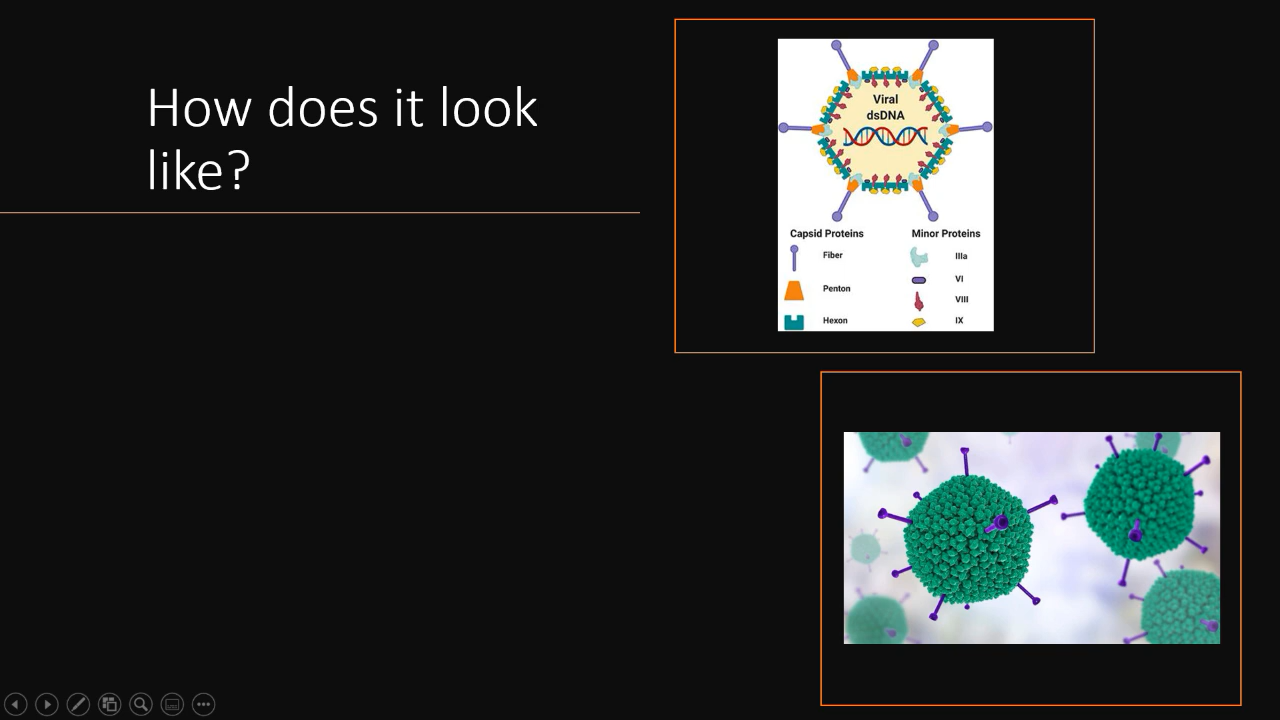 How does it look
like?
Viral
dsDNA
Capsid Proteins
Minor Proteins
Fiber
IIIa
VI
Penton
VIII
Hexon
IX